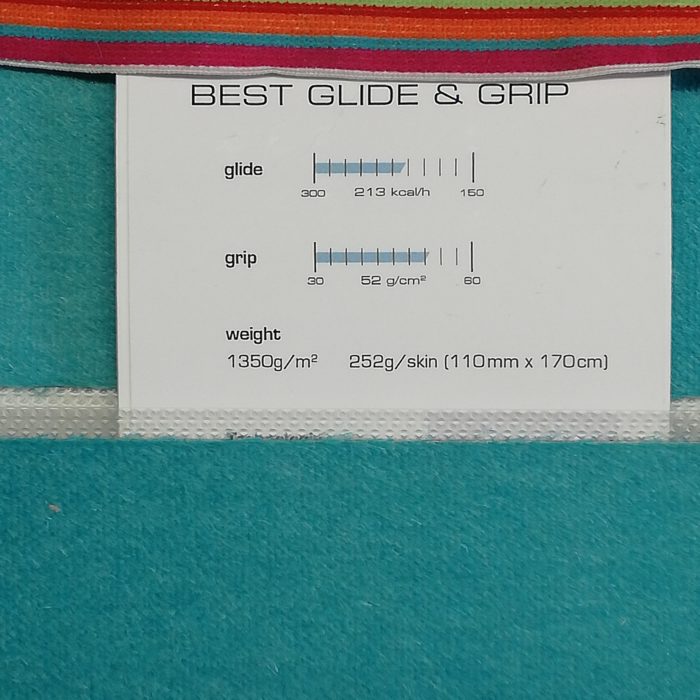 BEST GLIDE & GRIP
glide
300 213 kcal/h 150
grip
30 52 g/cm² 60
weight
1350g/m² 252g/skin (110mm x 170cm)